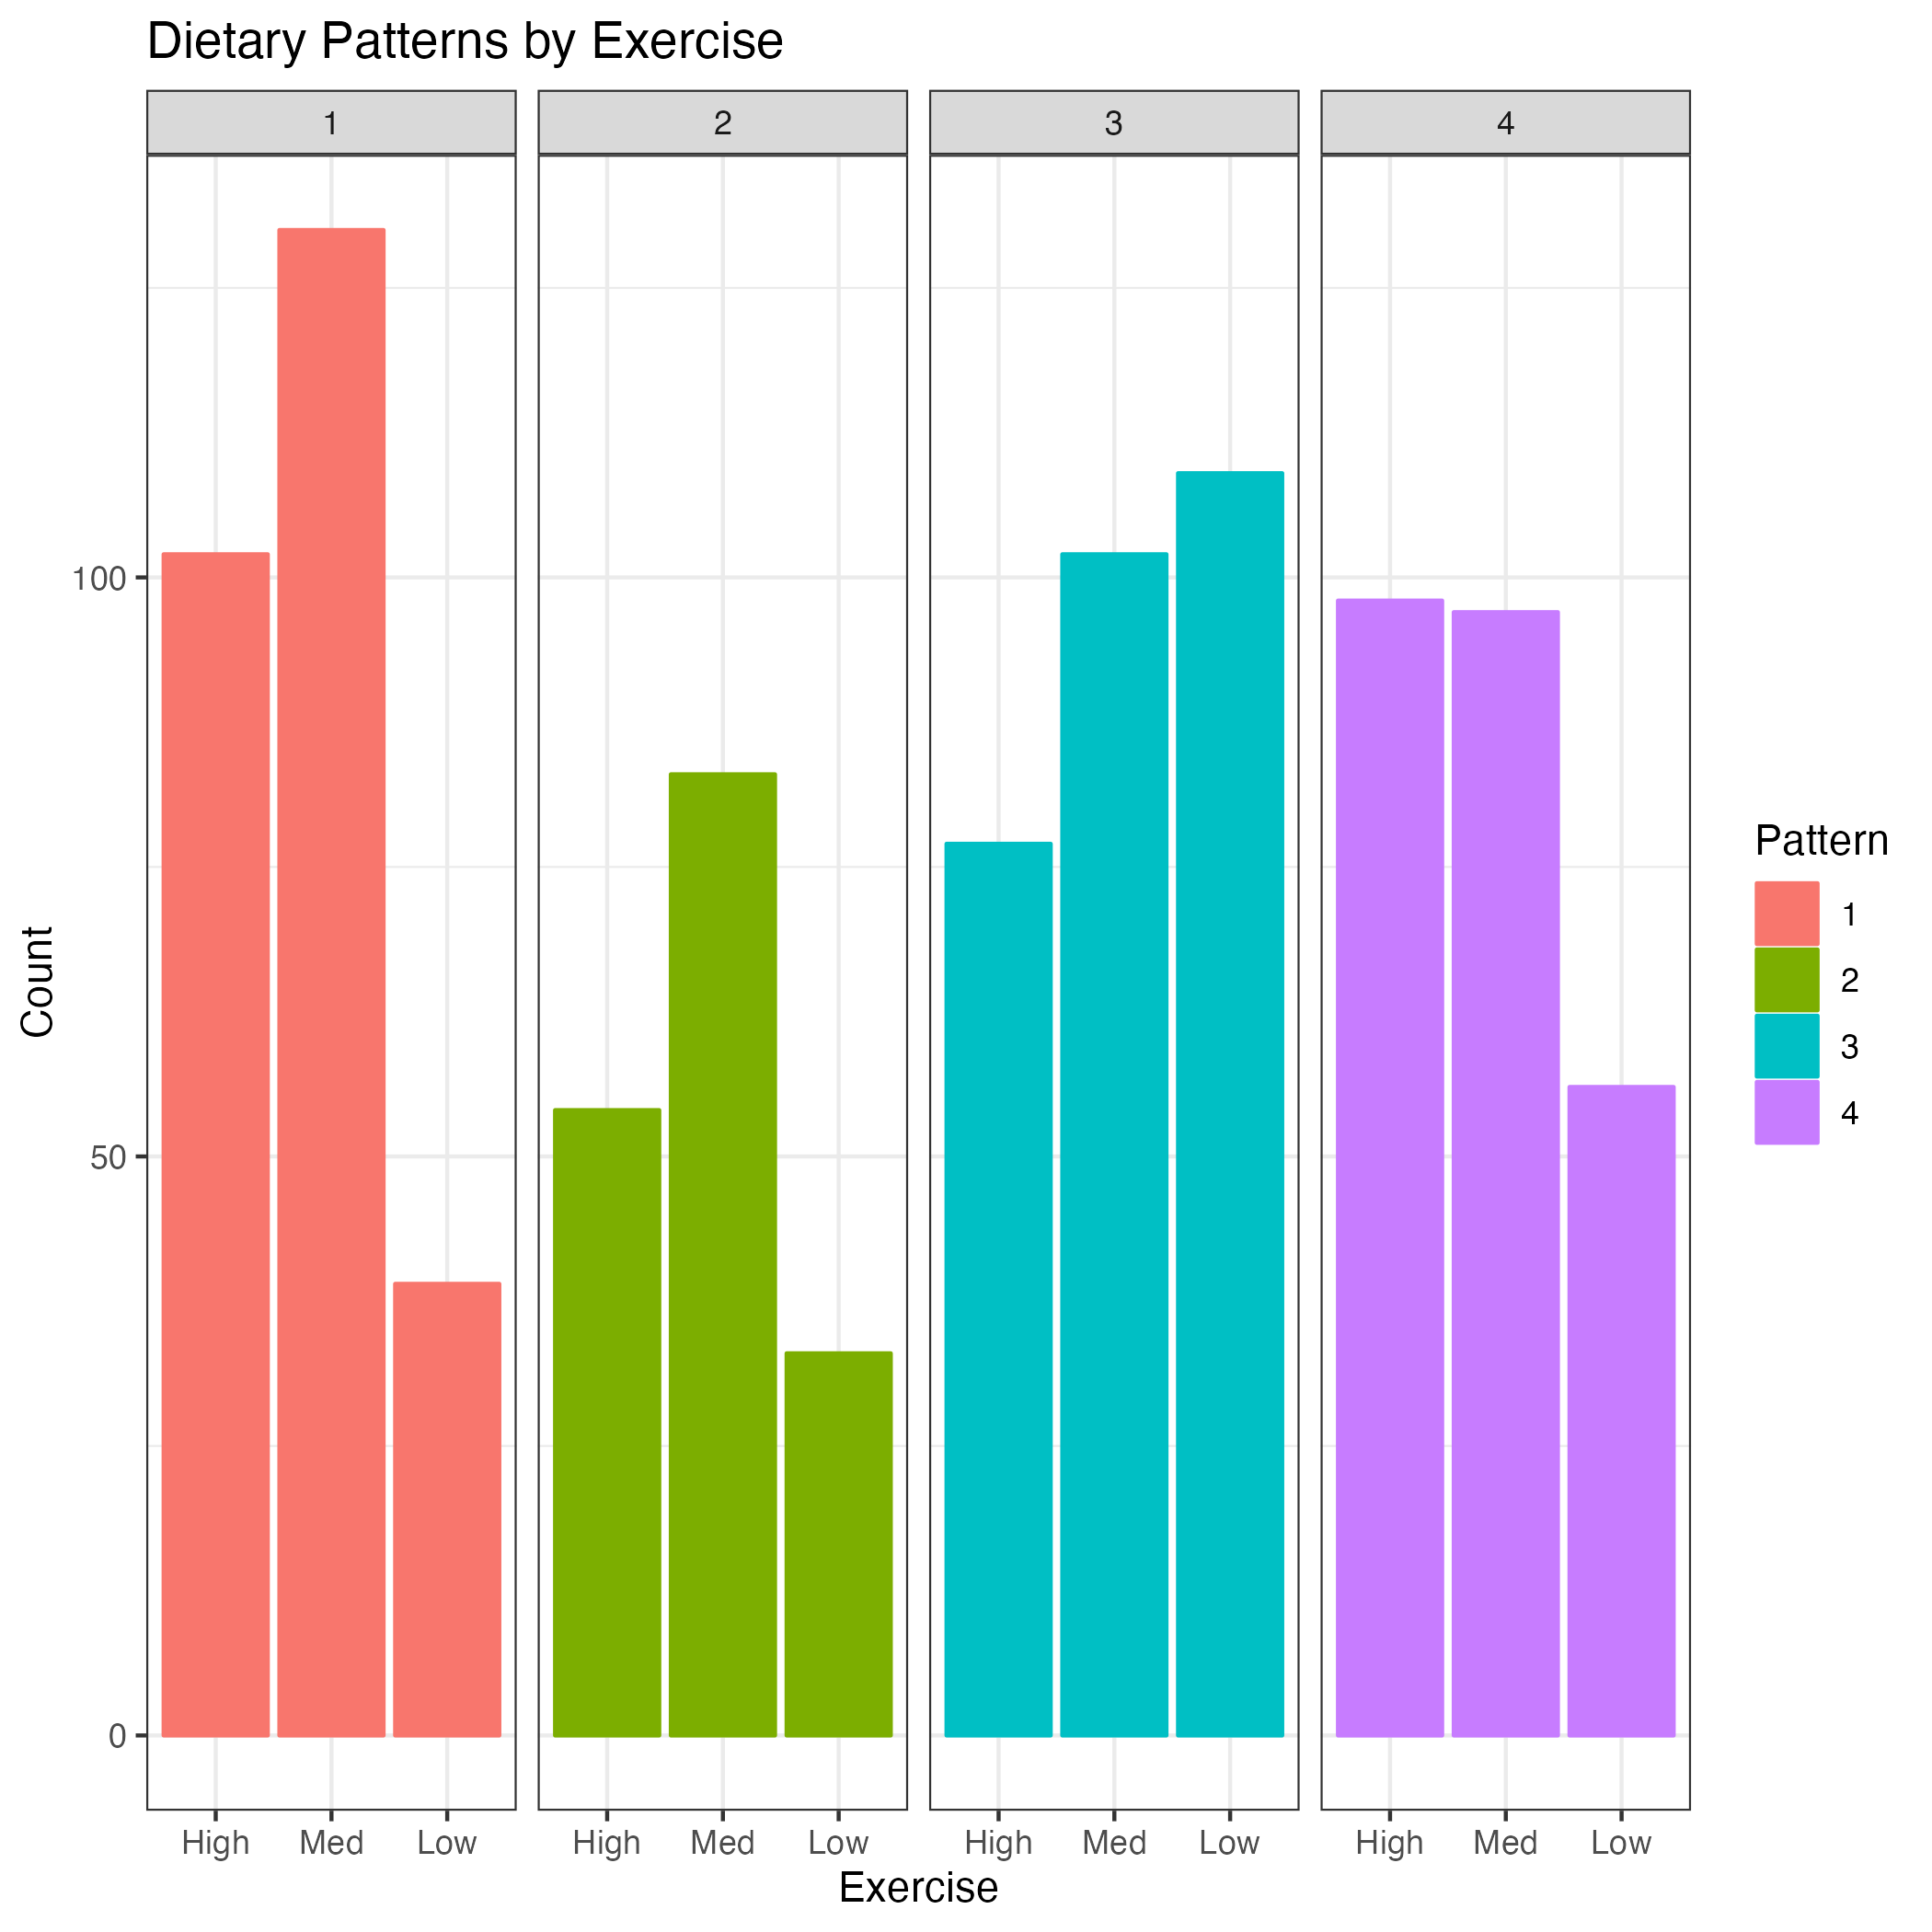 Dietary Patterns by Exercise
1 2 3 4
100
50
0
Count
High Med Low High Med Low High Med Low High Med Low
Exercise
Pattern
1
2
3
4